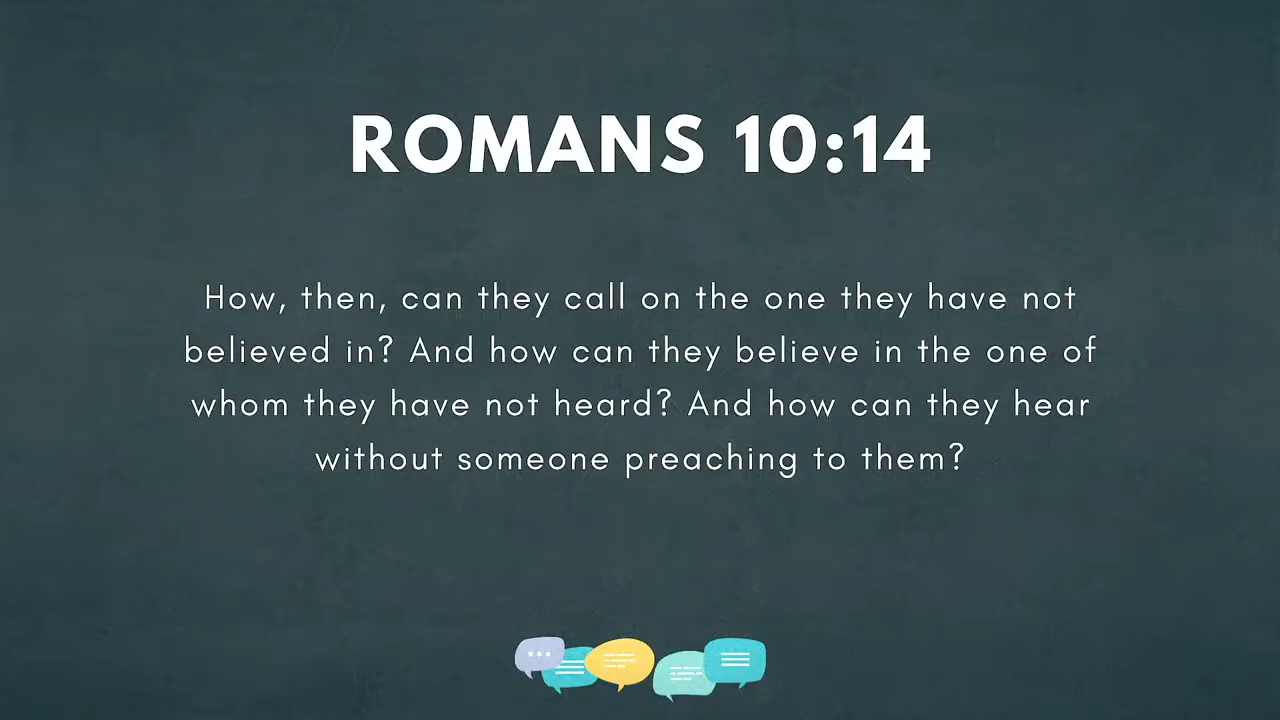 ROMANS 10:14
How, then, can they call on the one they have not
believed in? And how can they believe in the one of
whom they have not heard? And how can they hear
without someone preaching to them?